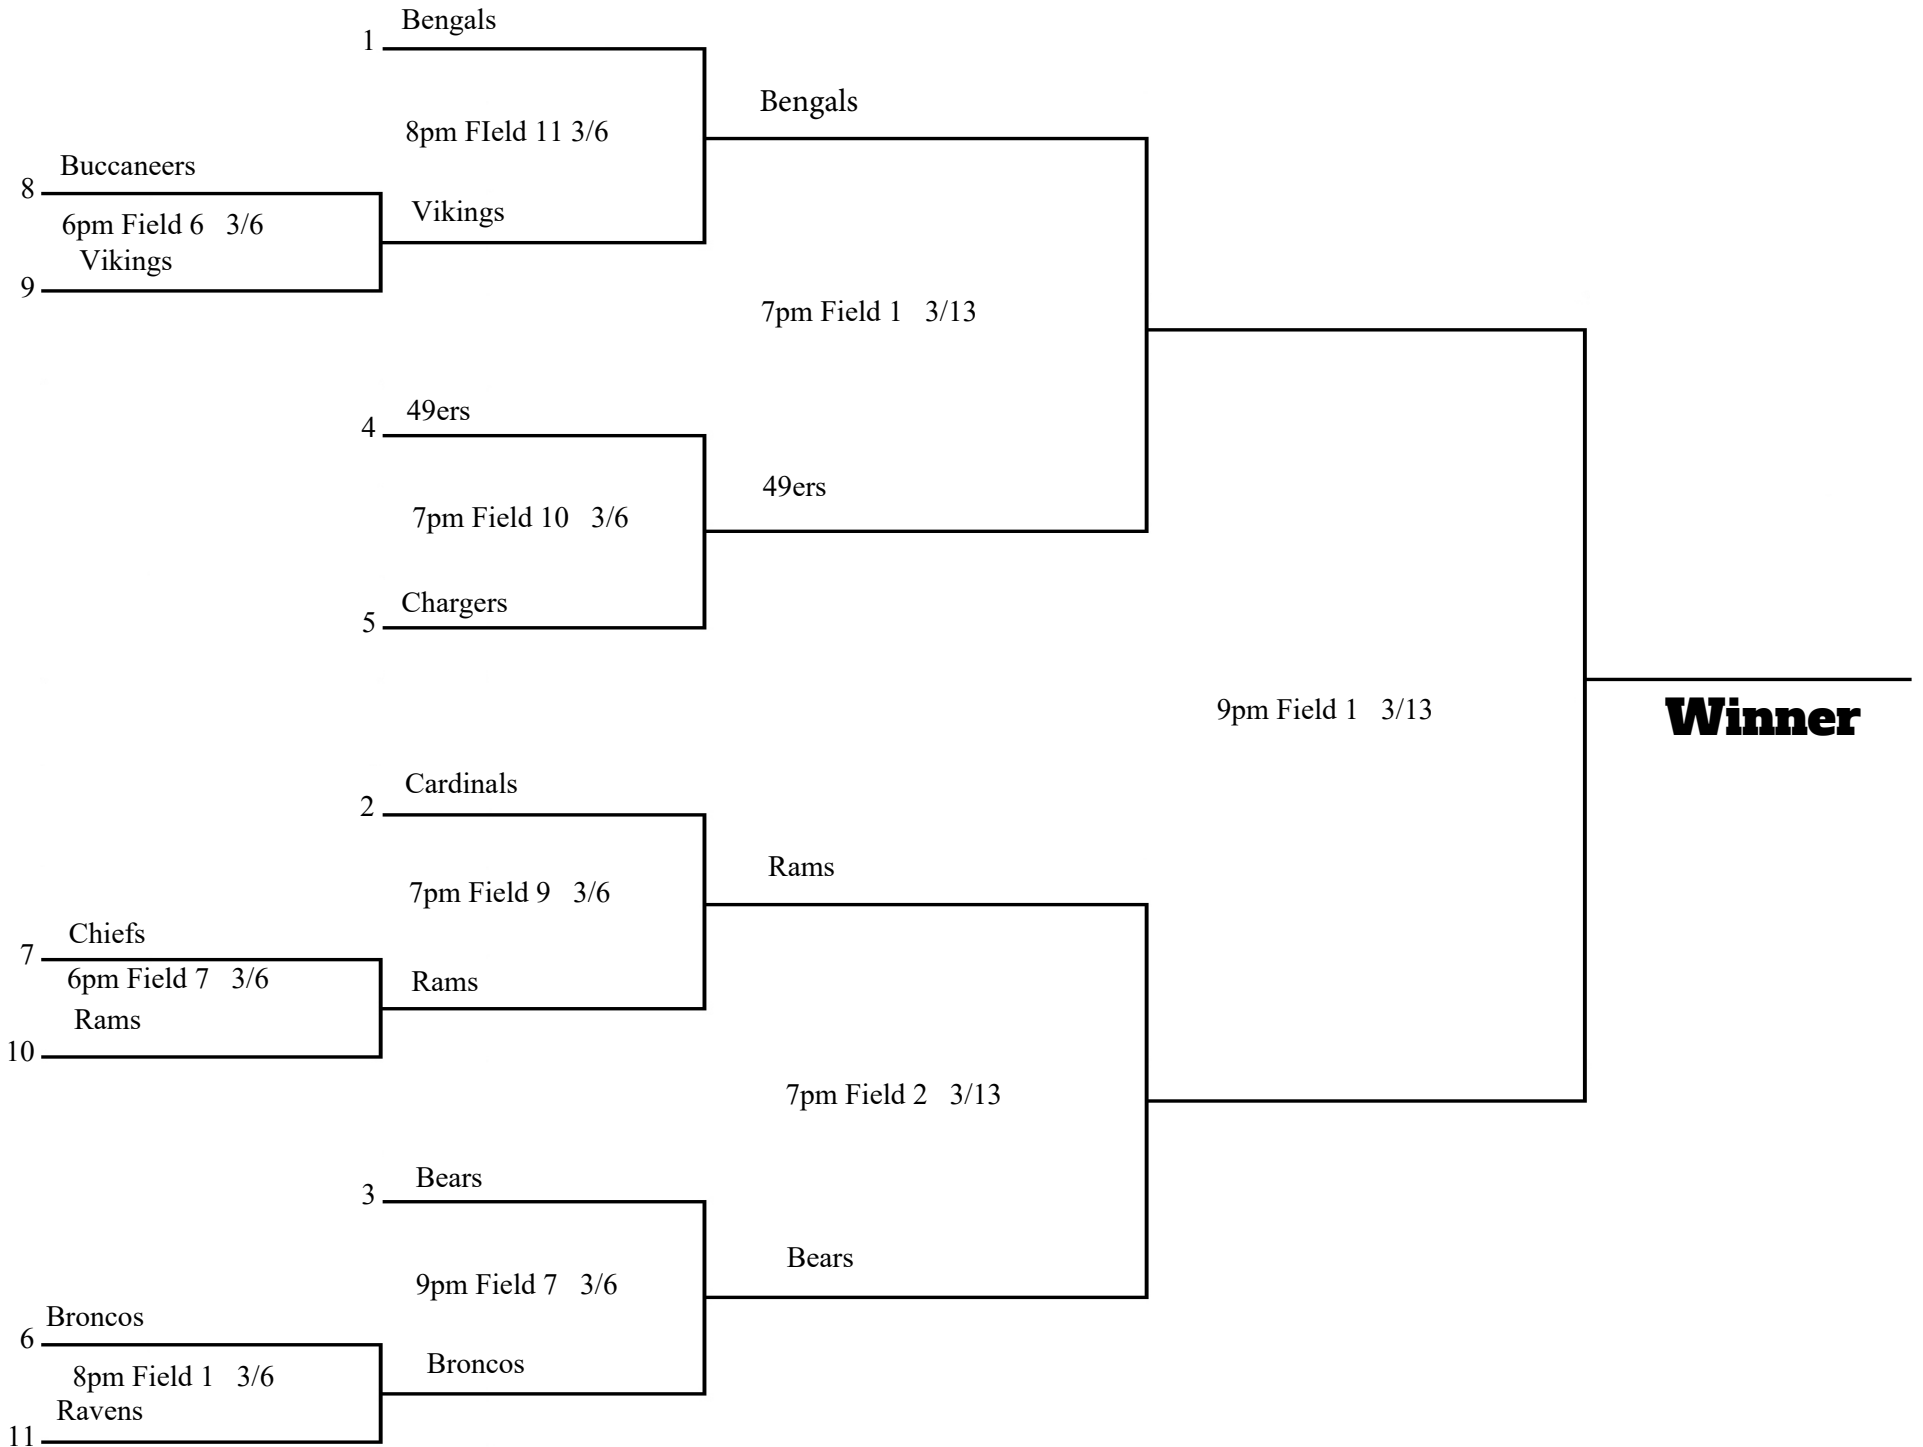 Bengals
1
Bengals
8pm FIeld 11 3/6
Buccaneers
8
Vikings
6pm Field 6 3/6
Vikings
9
7pm Field 1 3/13
49ers
4
49ers
7pm Field 10 3/6
Chargers
5
9pm Field 1 3/13
Winner
Cardinals
2
Rams
7pm Field 9 3/6
Chiefs
7
6pm Field 7 3/6
Rams
Rams
10
7pm Field 2 3/13
Bears
3
Bears
9pm Field 7 3/6
Broncos
6
Broncos
8pm Field 1 3/6
Ravens
11